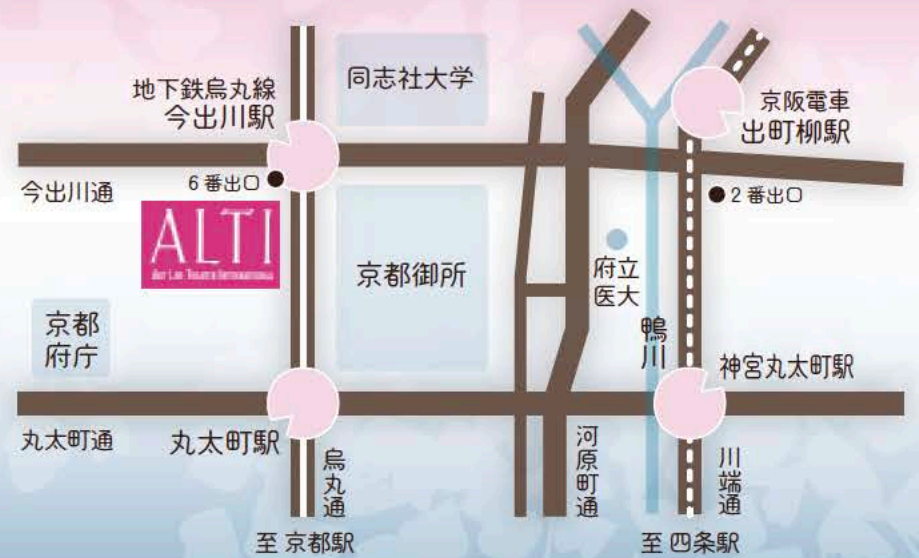 地下鉄烏丸線
今出川駅
同志社大学
京阪電車
出町柳駅
今出川通
6番出口
2番出口
ALTI
ART LAB THEATER INTERNATIONAL
京都御所
府立
医大
京都
府庁
鴨川
神宮丸太町駅
丸太町通
丸太町駅
烏丸通
河原町通
川端通
至 京都駅
至 四条駅